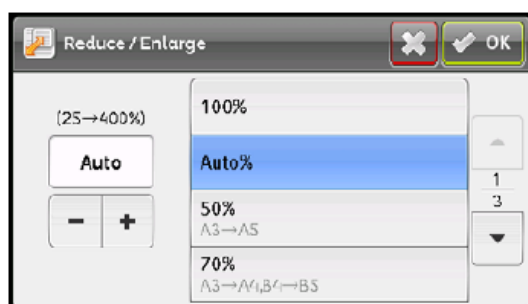 Reduce / Enlarge
OK
(25→400%)
Auto
100%
Auto%
50%
A3→A5
70%
A3→A4,B4→B5
1
3